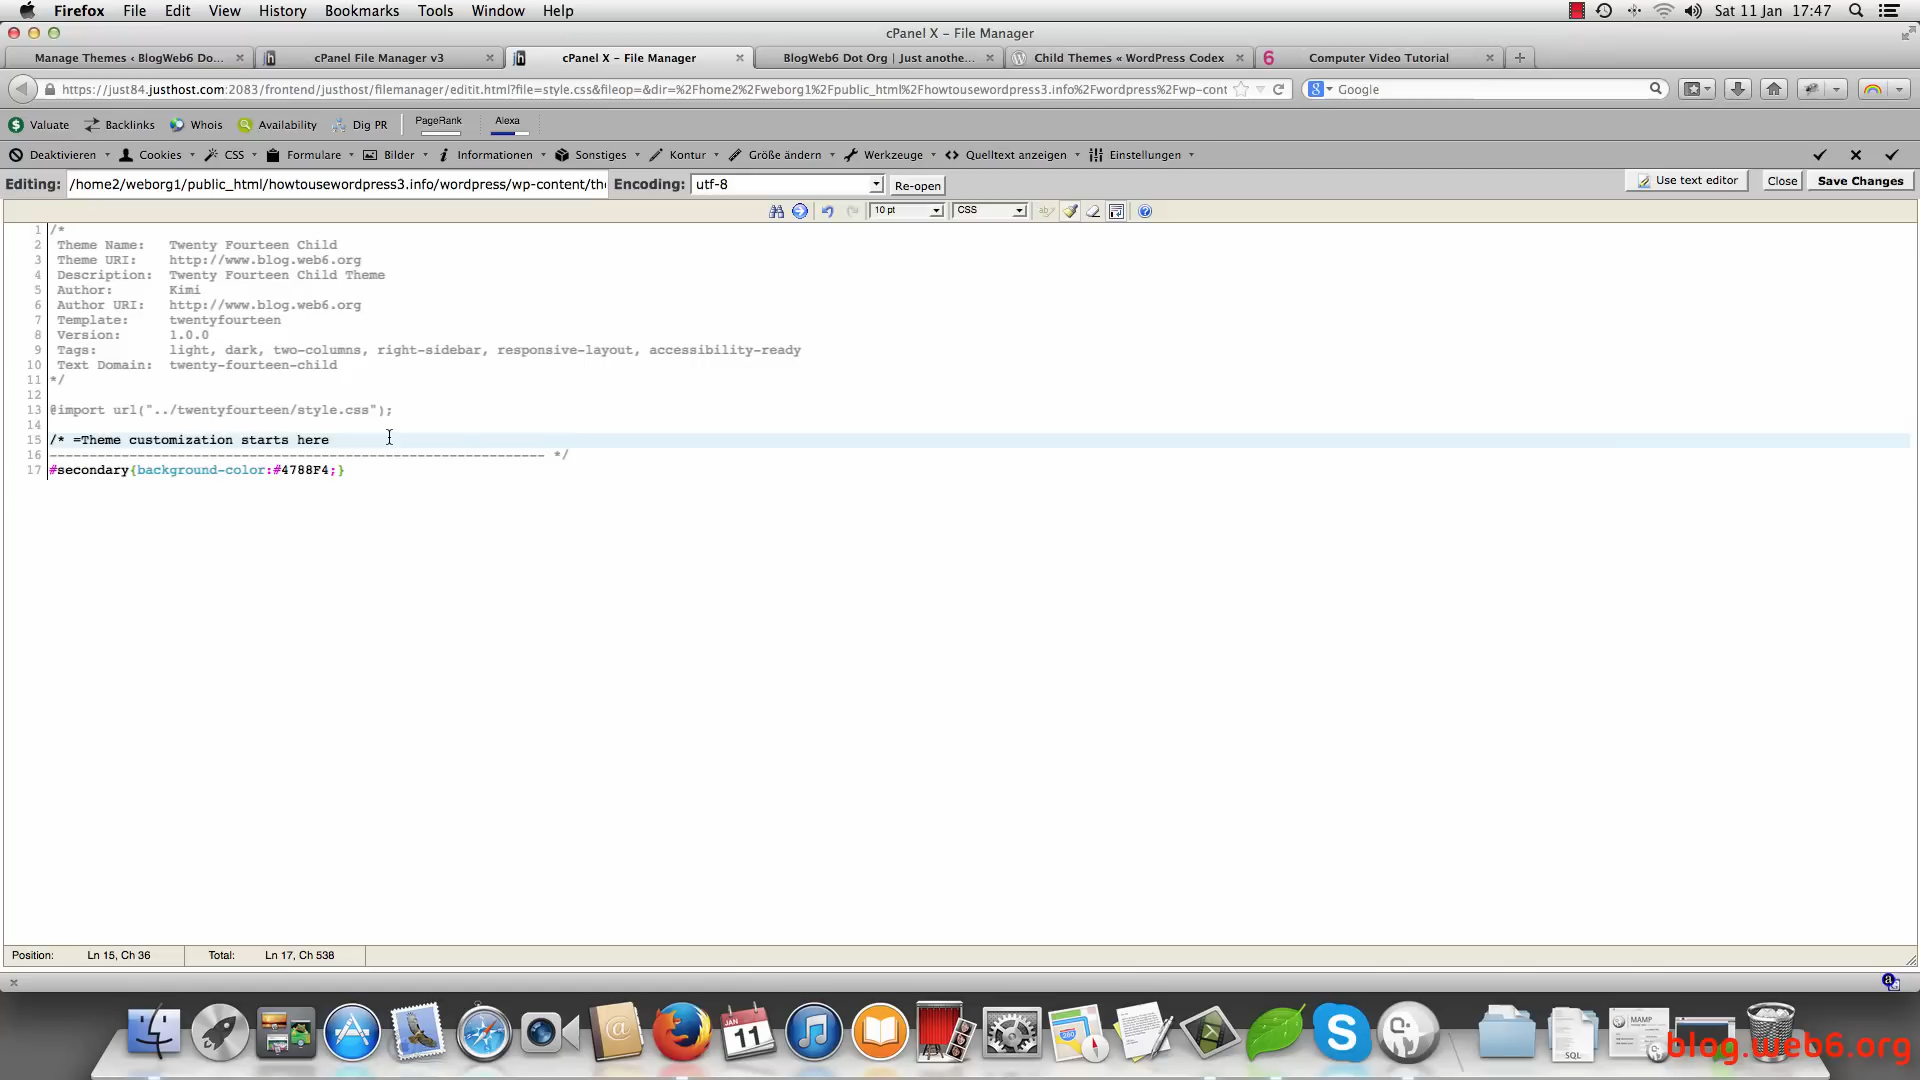 Firefox File Edit View History Bookmarks Tools Window Help Sat 11 Jan 17:47
cPanel X - File Manager
Manage Themes ‹ BlogWeb6 Do... cPanel File Manager v3 cPanel X - File Manager BlogWeb6 Dot Org | Just anothe... Child Themes « WordPress Codex Computer Video Tutorial
https://just84.justhost.com:2083/frontend/justhost/filemanager/editit.html?file=style.css&fileop=&dir=%2Fhome2%2Fweborg1%2Fpublic_html%2Fhowtousewordpress3.info%2Fwordpress%2Fwp-cont Google
Valuate Backlinks Whois Availability Dig PR PageRank Alexa
Deaktivieren Cookies CSS Formulare Bilder Informationen Sonstiges Kontur Größe ändern Werkzeuge Quelltext anzeigen Einstellungen
Editing: /home2/weborg1/public_html/howtousewordpress3.info/wordpress/wp-content/the Encoding: utf-8 Re-open Use text editor Close Save Changes
10 pt CSS
1 /*
2 Theme Name: Twenty Fourteen Child
3 Theme URI: http://www.blog.web6.org
4 Description: Twenty Fourteen Child Theme
5 Author: Kimi
6 Author URI: http://www.blog.web6.org
7 Template: twentyfourteen
8 Version: 1.0.0
9 Tags: light, dark, two-columns, right-sidebar, responsive-layout, accessibility-ready
10 Text Domain: twenty-fourteen-child
11 */
12
13 @import url("../twentyfourteen/style.css");
14
15 /* =Theme customization starts here
16 -------------------------------------------------------------- */
17 #secondary{background-color:#4788F4;}
Position: Ln 15, Ch 36 Total: Ln 17, Ch 538
JAN
11
280
SQL
MAMP
blog.web6.org